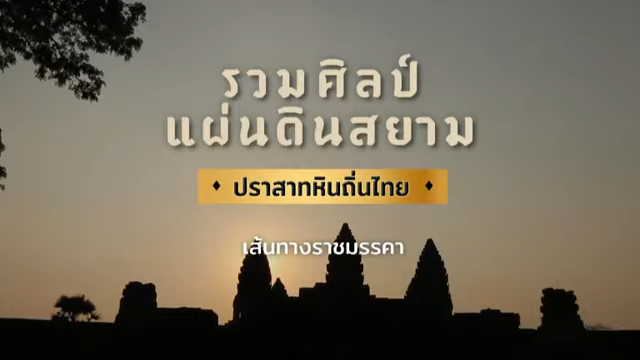 รวมศิลป์
แผ่นดินสยาม
ปราสาทหินถิ่นไทย
เส้นทางราชมรรคา